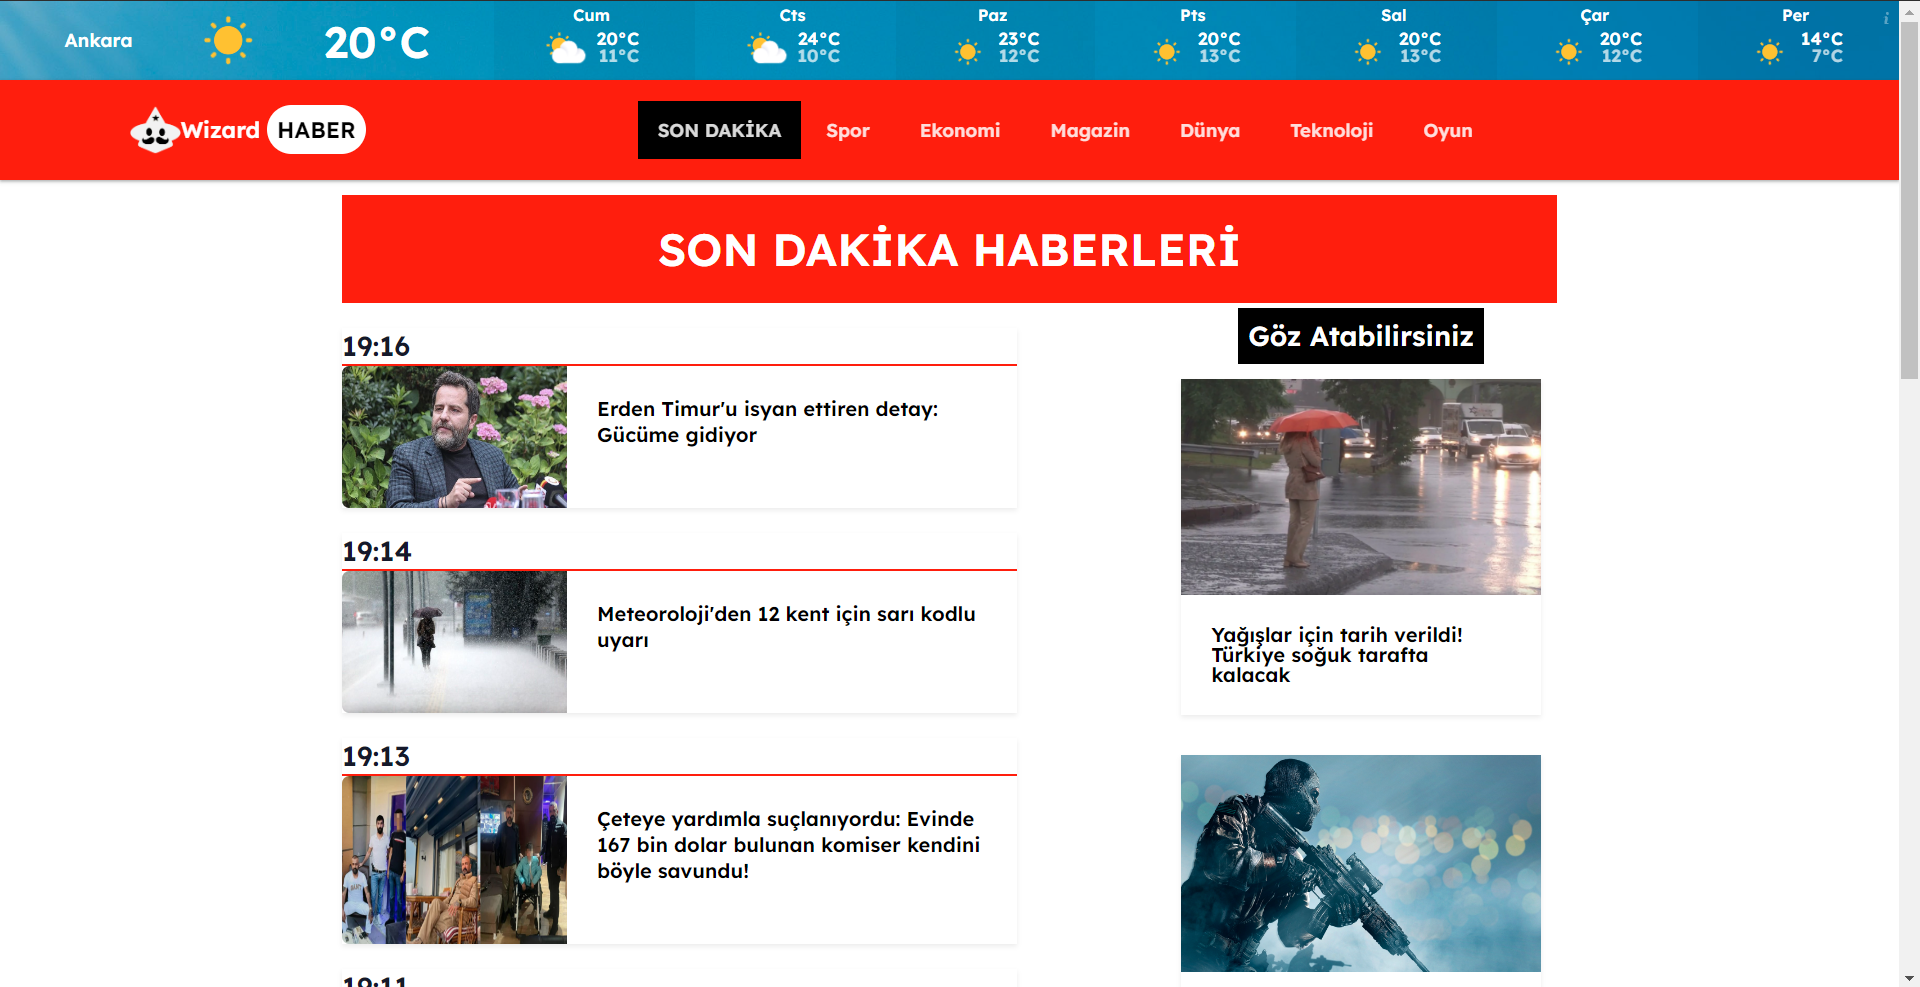 Ankara
20°C
Cum
20°C
11°C
Cts
24°C
10°C
Paz
23°C
12°C
Pts
20°C
13°C
Sal
20°C
13°C
Çar
20°C
12°C
Per
14°C
7°C
i
Wizard HABER
SON DAKİKA
Spor
Ekonomi
Magazin
Dünya
Teknoloji
Oyun
SON DAKİKA HABERLERİ
19:16
Erden Timur'u isyan ettiren detay:
Gücüme gidiyor
19:14
Meteoroloji'den 12 kent için sarı kodlu
uyarı
19:13
Çeteye yardımla suçlanıyordu: Evinde
167 bin dolar bulunan komiser kendini
böyle savundu!
19:11
Göz Atabilirsiniz
Yağışlar için tarih verildi!
Türkiye soğuk tarafta
kalacak